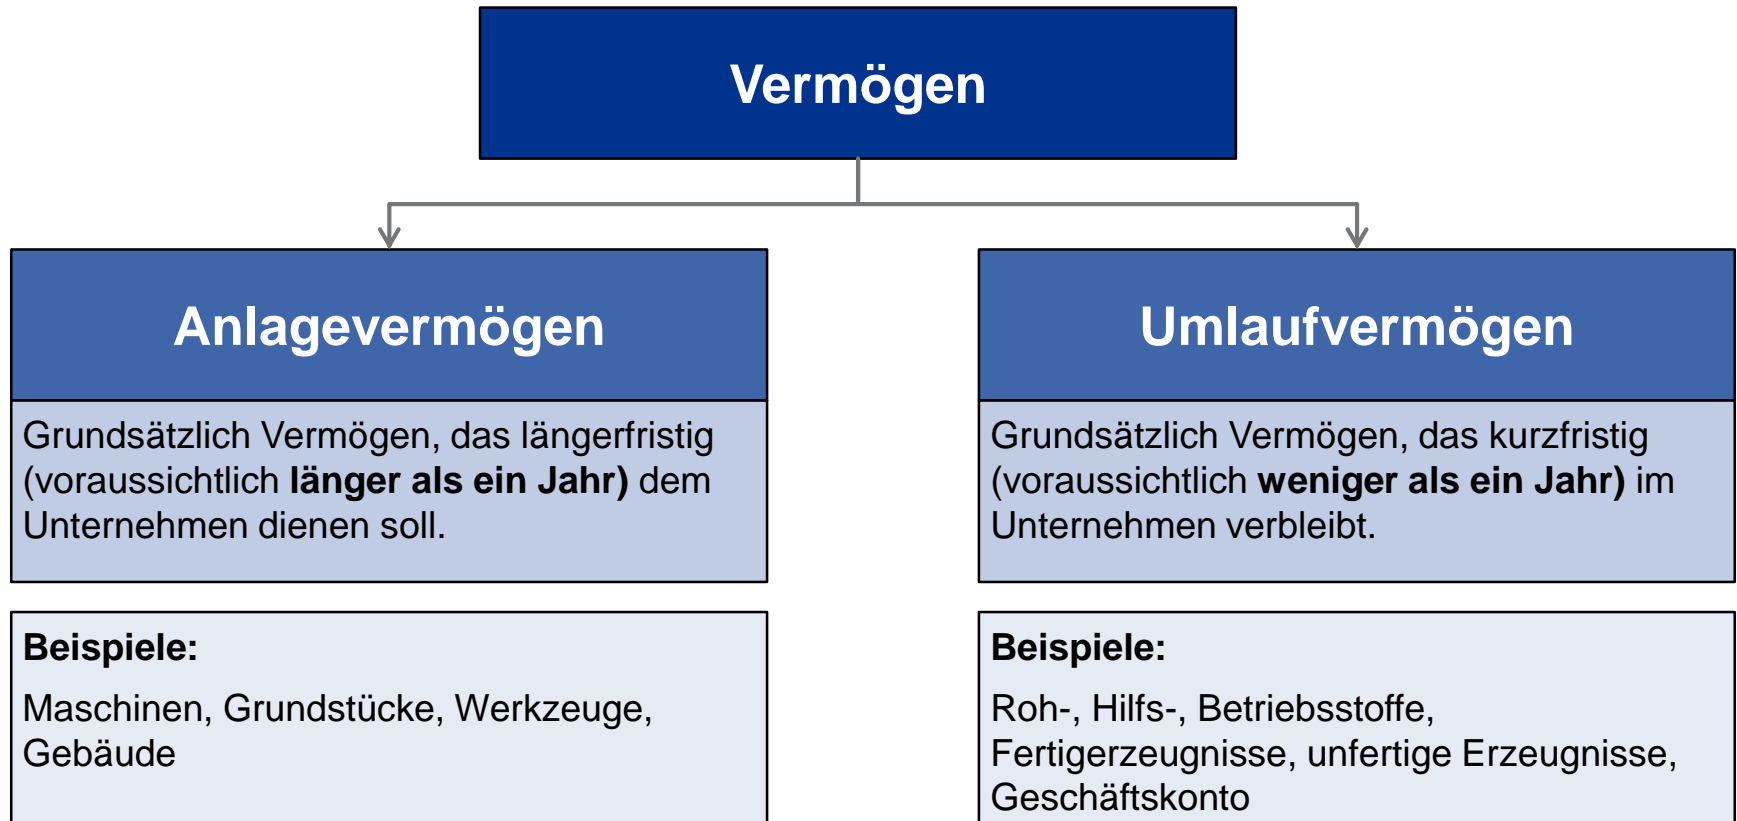 Vermögen
Anlagevermögen
Grundsätzlich Vermögen, das längerfristig
(voraussichtlich länger als ein Jahr) dem
Unternehmen dienen soll.
Beispiele:
Maschinen, Grundstücke, Werkzeuge,
Gebäude
Umlaufvermögen
Grundsätzlich Vermögen, das kurzfristig
(voraussichtlich weniger als ein Jahr) im
Unternehmen verbleibt.
Beispiele:
Roh-, Hilfs-, Betriebsstoffe,
Fertigerzeugnisse, unfertige Erzeugnisse,
Geschäftskonto